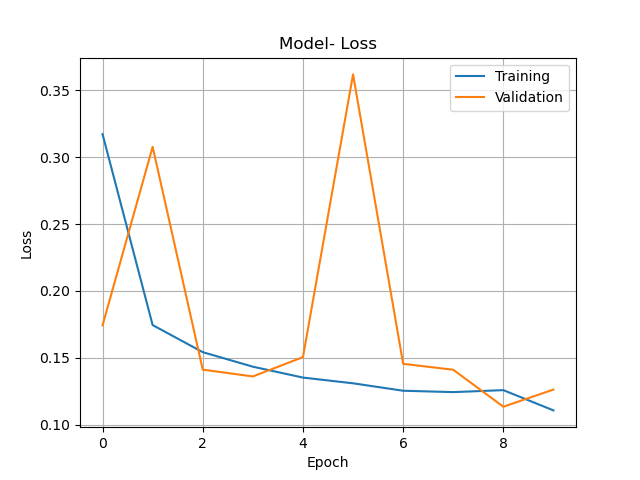 Model- Loss
Training
Validation
Loss
0.35
0.30
0.25
0.20
0.15
0.10
0 2 4 6 8
Epoch